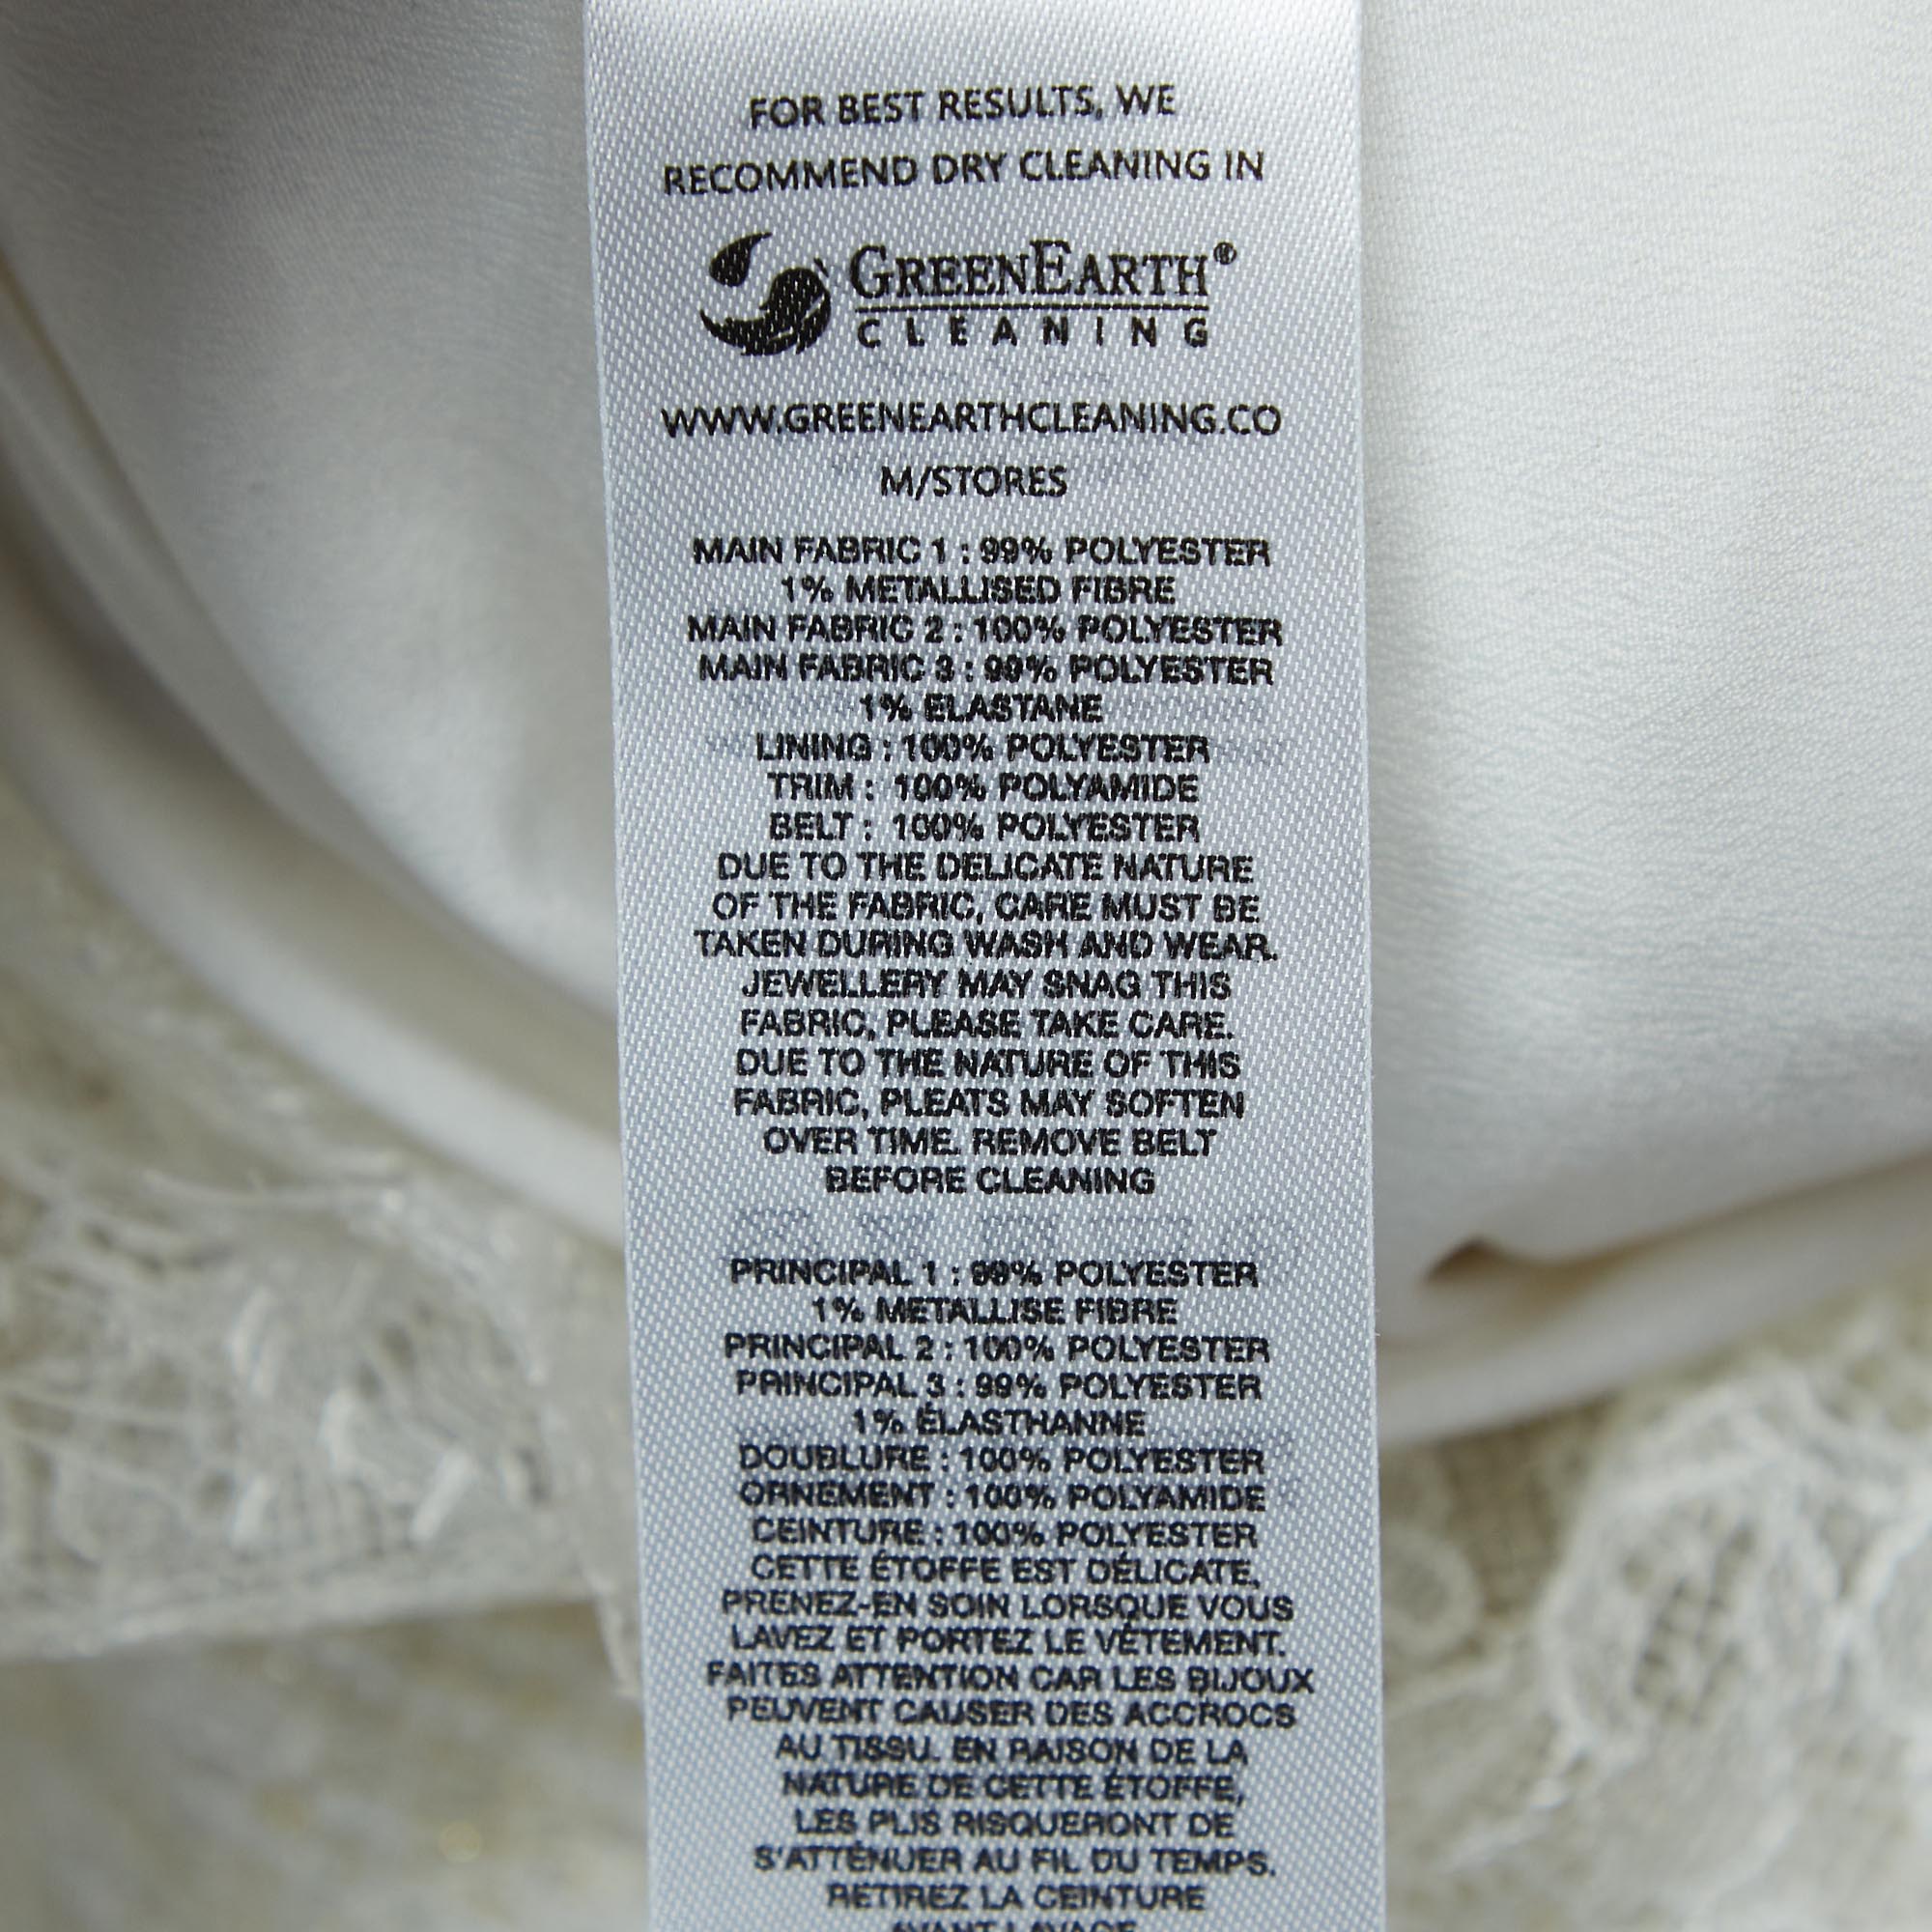 FOR BEST RESULTS, WE
RECOMMEND DRY CLEANING IN
GREENEARTH®
CLEANING
WWW.GREENEARTHCLEANING.CO
M/STORES
MAIN FABRIC 1 : 99% POLYESTER
1% METALLISED FIBRE
MAIN FABRIC 2 : 100% POLYESTER
MAIN FABRIC 3 : 99% POLYESTER
1% ELASTANE
LINING : 100% POLYESTER
TRIM : 100% POLYAMIDE
BELT : 100% POLYESTER
DUE TO THE DELICATE NATURE
OF THE FABRIC, CARE MUST BE
TAKEN DURING WASH AND WEAR.
JEWELLERY MAY SNAG THIS
FABRIC, PLEASE TAKE CARE.
DUE TO THE NATURE OF THIS
FABRIC, PLEATS MAY SOFTEN
OVER TIME. REMOVE BELT
BEFORE CLEANING
PRINCIPAL 1 : 99% POLYESTER
1% METALLISE FIBRE
PRINCIPAL 2 : 100% POLYESTER
PRINCIPAL 3 : 99% POLYESTER
1% ÉLASTHANNE
DOUBLURE : 100% POLYESTER
ORNEMENT : 100% POLYAMIDE
CEINTURE : 100% POLYESTER
CETTE ÉTOFFE EST DÉLICATE,
PRENEZ-EN SOIN LORSQUE VOUS
LAVEZ ET PORTEZ LE VÊTEMENT.
FAITES ATTENTION CAR LES BIJOUX
PEUVENT CAUSER DES ACCROCS
AU TISSU. EN RAISON DE LA
NATURE DE CETTE ÉTOFFE,
LES PLIS RISQUERONT DE
S'ATTÉNUER AU FIL DU TEMPS.
RETIREZ LA CEINTURE
AVANT LAVAGE